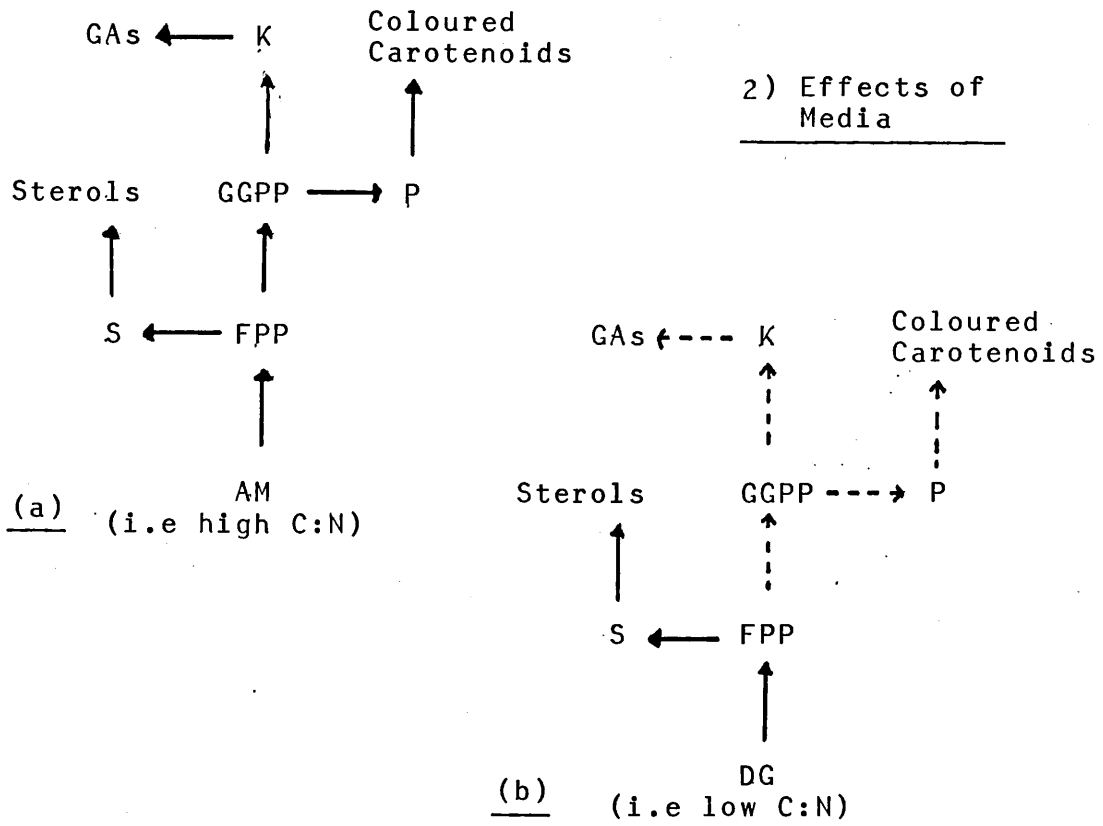 GAs K Coloured
Carotenoids
2) Effects of
Media
Sterols GGPP P
S FPP
AM
(a) (i.e high C:N)
GAs K Coloured
Carotenoids
Sterols GGPP P
S FPP
DG
(b) (i.e low C:N)